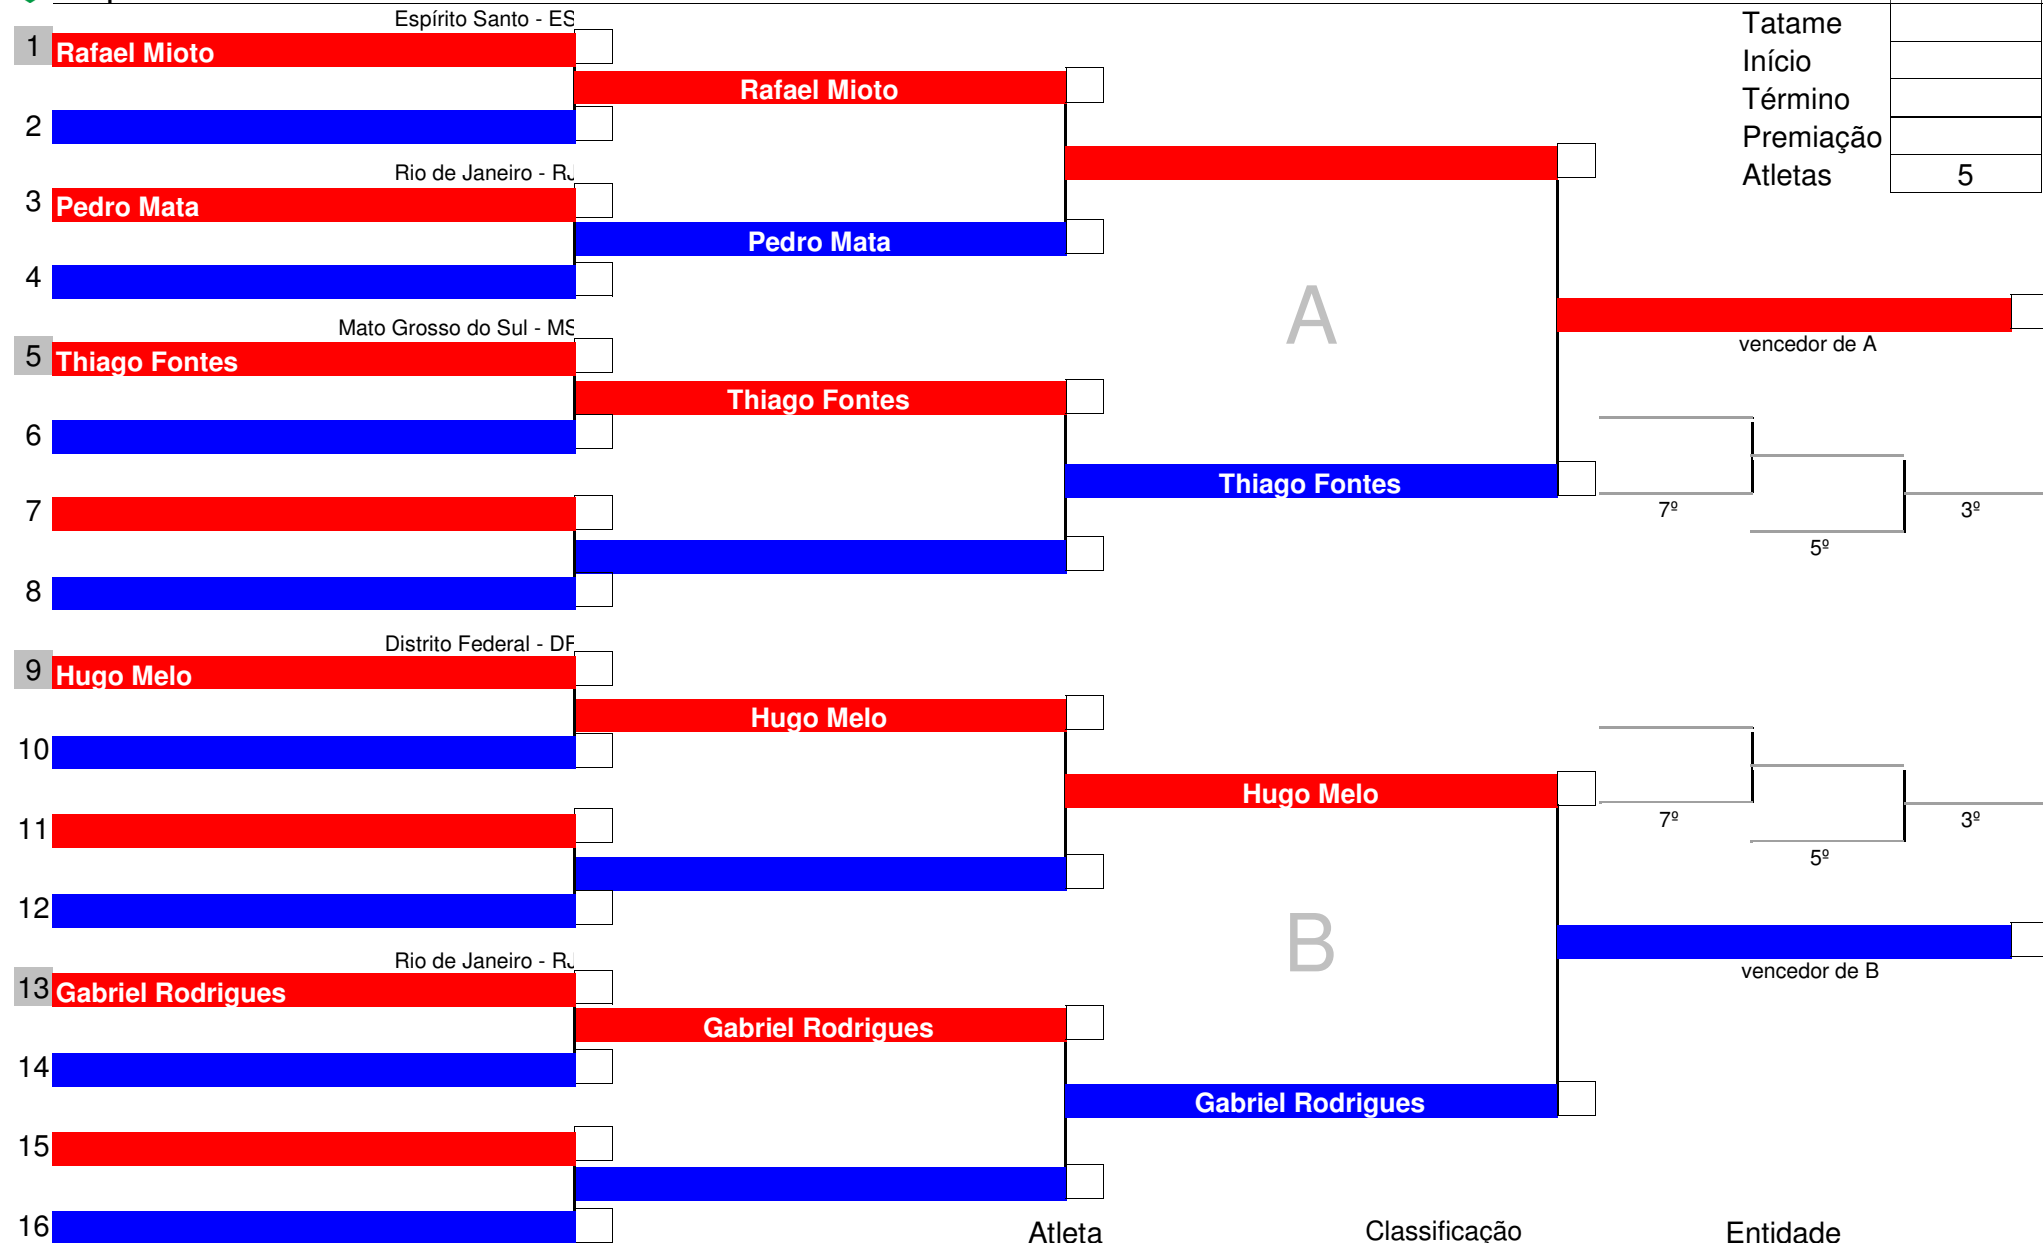 Espírito Santo - ES
1 Rafael Mioto
Rafael Mioto
2
Rio de Janeiro - RJ
3 Pedro Mata
Pedro Mata
4
Mato Grosso do Sul - MS
5 Thiago Fontes
Thiago Fontes
6
Thiago Fontes
7
8
Distrito Federal - DF
9 Hugo Melo
Hugo Melo
10
Hugo Melo
11
12
Rio de Janeiro - RJ
13 Gabriel Rodrigues
Gabriel Rodrigues
14
Gabriel Rodrigues
15
16
A
B
vencedor de A
7º
5º
3º
7º
5º
3º
vencedor de B
Tatame
Início
Término
Premiação
Atletas 5
Atleta Classificação Entidade